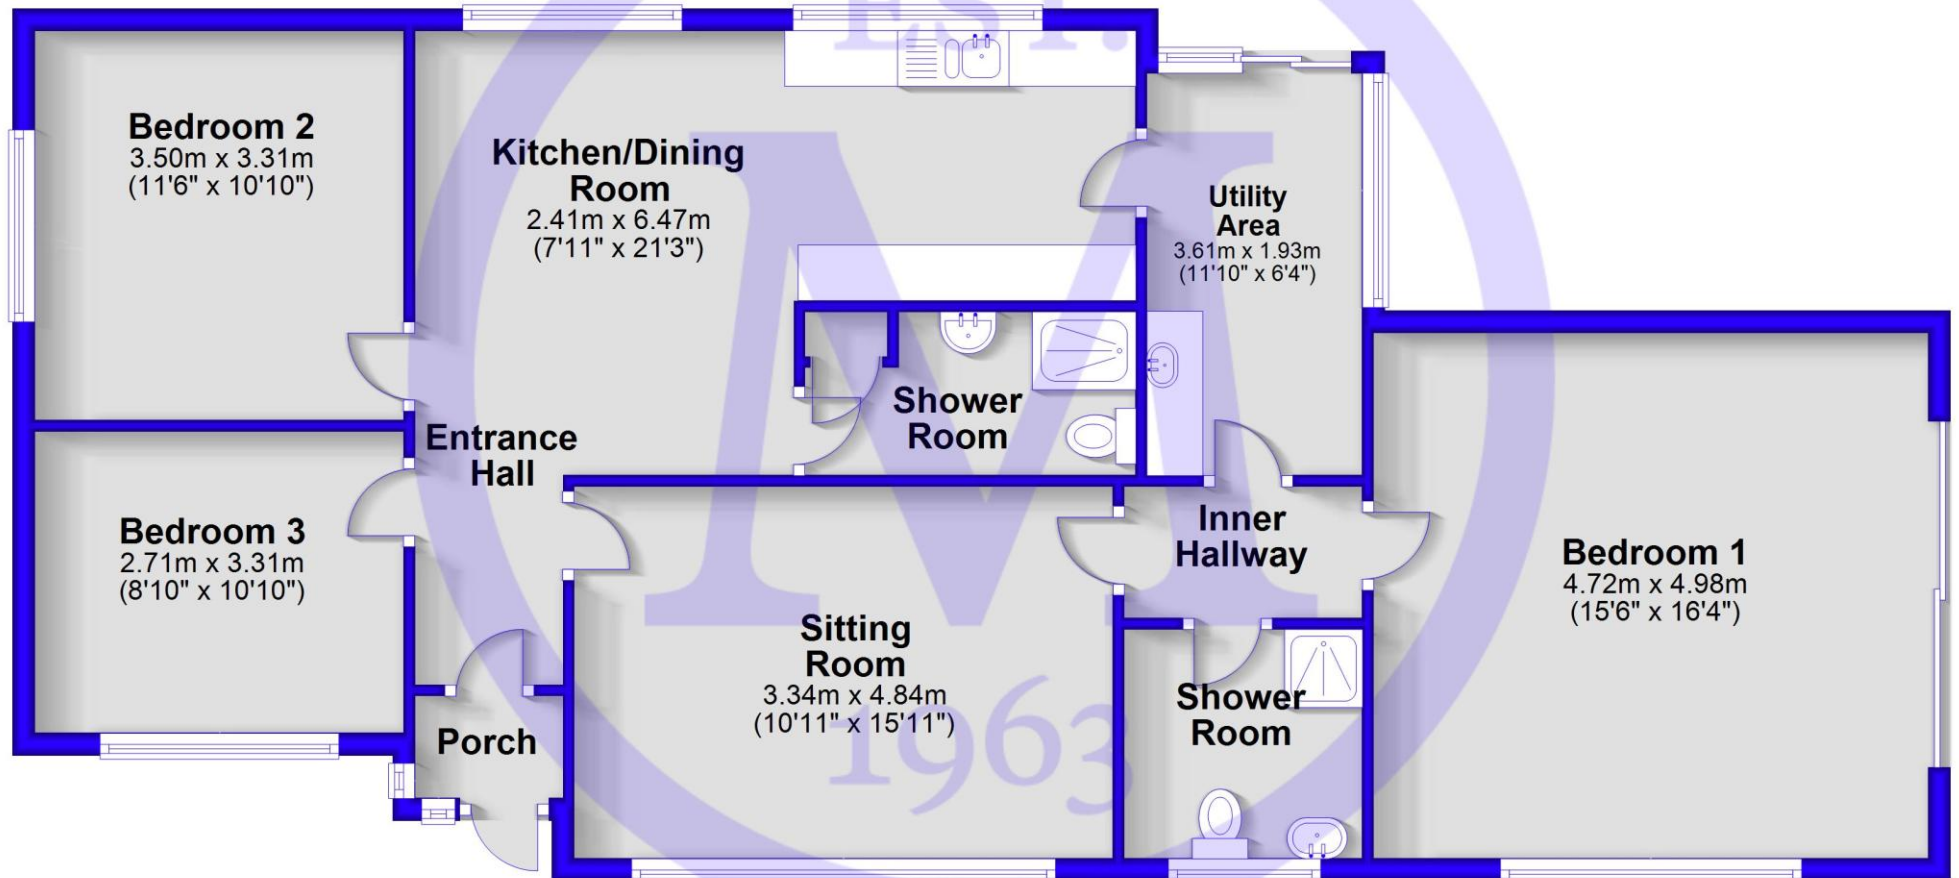 EST.
Bedroom 2
3.50m x 3.31m
(11'6" x 10'10")
Kitchen/Dining
Room
2.41m x 6.47m
(7'11" x 21'3")
Utility
Area
3.61m x 1.93m
(11'10" x 6'4")
Shower
Room
Entrance
Hall
Bedroom 3
2.71m x 3.31m
(8'10" x 10'10")
Inner
Hallway
Bedroom 1
4.72m x 4.98m
(15'6" x 16'4")
Sitting
Room
3.34m x 4.84m
(10'11" x 15'11")
Shower
Room
Porch
M
1963